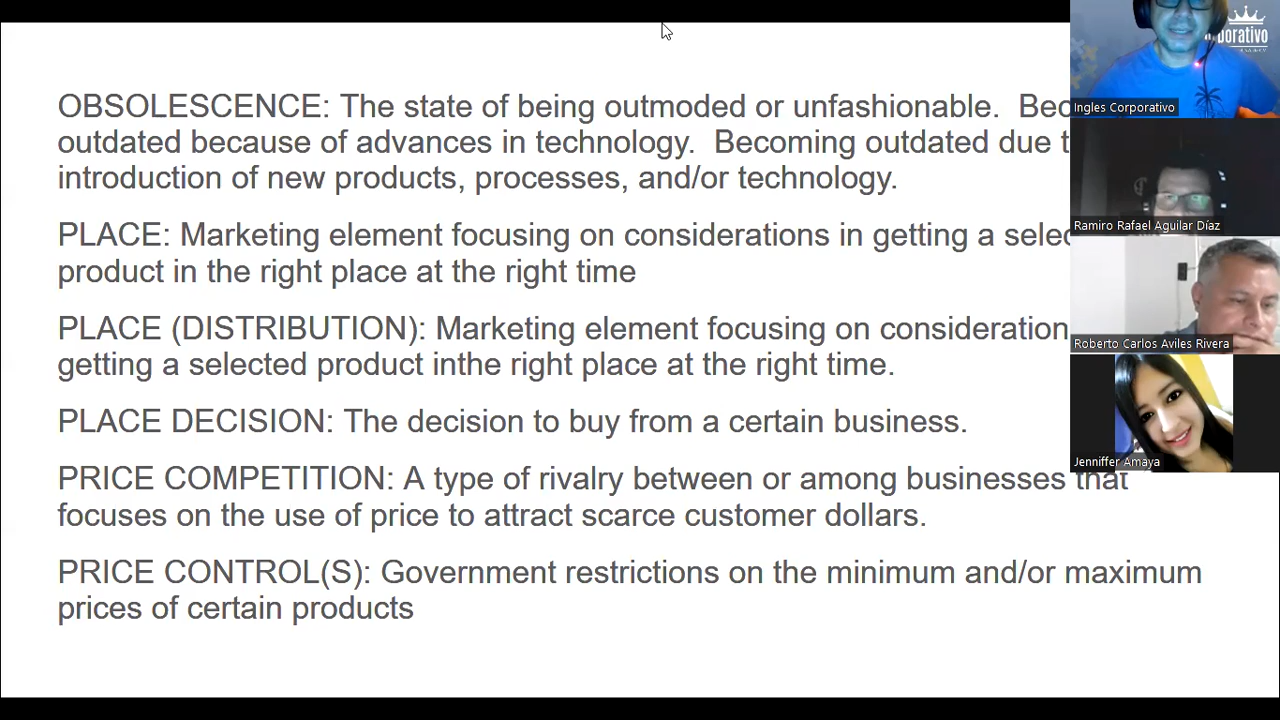 OBSOLESCENCE: The state of being outmoded or unfashionable. Bec
outdated because of advances in technology. Becoming outdated due t
introduction of new products, processes, and/or technology.
PLACE: Marketing element focusing on considerations in getting a selec
product in the right place at the right time
PLACE (DISTRIBUTION): Marketing element focusing on consideration
getting a selected product inthe right place at the right time.
PLACE DECISION: The decision to buy from a certain business.
PRICE COMPETITION: A type of rivalry between or among businesses that
focuses on the use of price to attract scarce customer dollars.
PRICE CONTROL(S): Government restrictions on the minimum and/or maximum
prices of certain products
orativo
Ingles Corporativo
Ramiro Rafael Aguilar Díaz
Roberto Carlos Aviles Rivera
Jenniffer Amaya